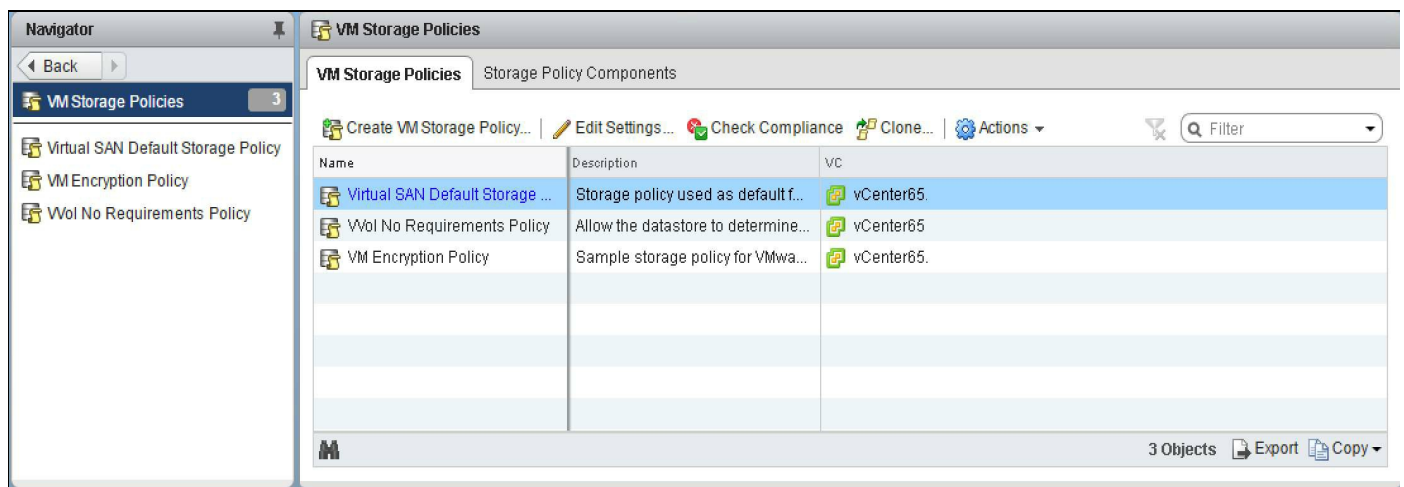 Navigator
Back
VM Storage Policies 3
Virtual SAN Default Storage Policy
VM Encryption Policy
VVol No Requirements Policy
VM Storage Policies
VM Storage Policies Storage Policy Components
Create VM Storage Policy... Edit Settings... Check Compliance Clone... Actions Filter
Name Description VC
Virtual SAN Default Storage ... Storage policy used as default f... vCenter65.
VVol No Requirements Policy Allow the datastore to determine... vCenter65
VM Encryption Policy Sample storage policy for VMwa... vCenter65.
3 Objects Export Copy